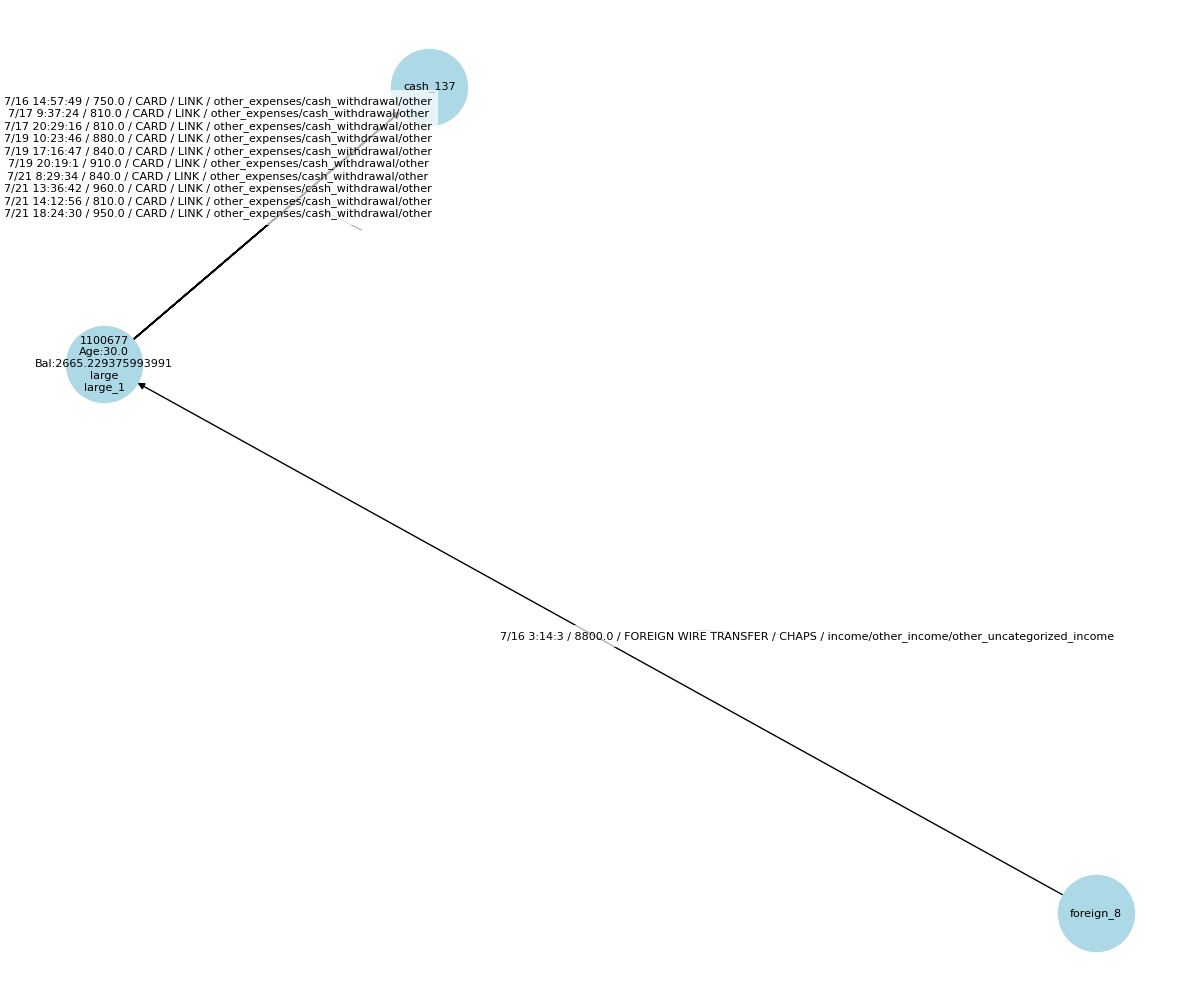 cash_137
7/16 14:57:49 / 750.0 / CARD / LINK / other_expenses/cash_withdrawal/other
7/17 9:37:24 / 810.0 / CARD / LINK / other_expenses/cash_withdrawal/other
7/17 20:29:16 / 810.0 / CARD / LINK / other_expenses/cash_withdrawal/other
7/19 10:23:46 / 880.0 / CARD / LINK / other_expenses/cash_withdrawal/other
7/19 17:16:47 / 840.0 / CARD / LINK / other_expenses/cash_withdrawal/other
7/19 20:19:1 / 910.0 / CARD / LINK / other_expenses/cash_withdrawal/other
7/21 8:29:34 / 840.0 / CARD / LINK / other_expenses/cash_withdrawal/other
7/21 13:36:42 / 960.0 / CARD / LINK / other_expenses/cash_withdrawal/other
7/21 14:12:56 / 810.0 / CARD / LINK / other_expenses/cash_withdrawal/other
7/21 18:24:30 / 950.0 / CARD / LINK / other_expenses/cash_withdrawal/other
1100677
Age:30.0
Bal:2665.229375993991
large
large_1
7/16 3:14:3 / 8800.0 / FOREIGN WIRE TRANSFER / CHAPS / income/other_income/other_uncategorized_income
foreign_8